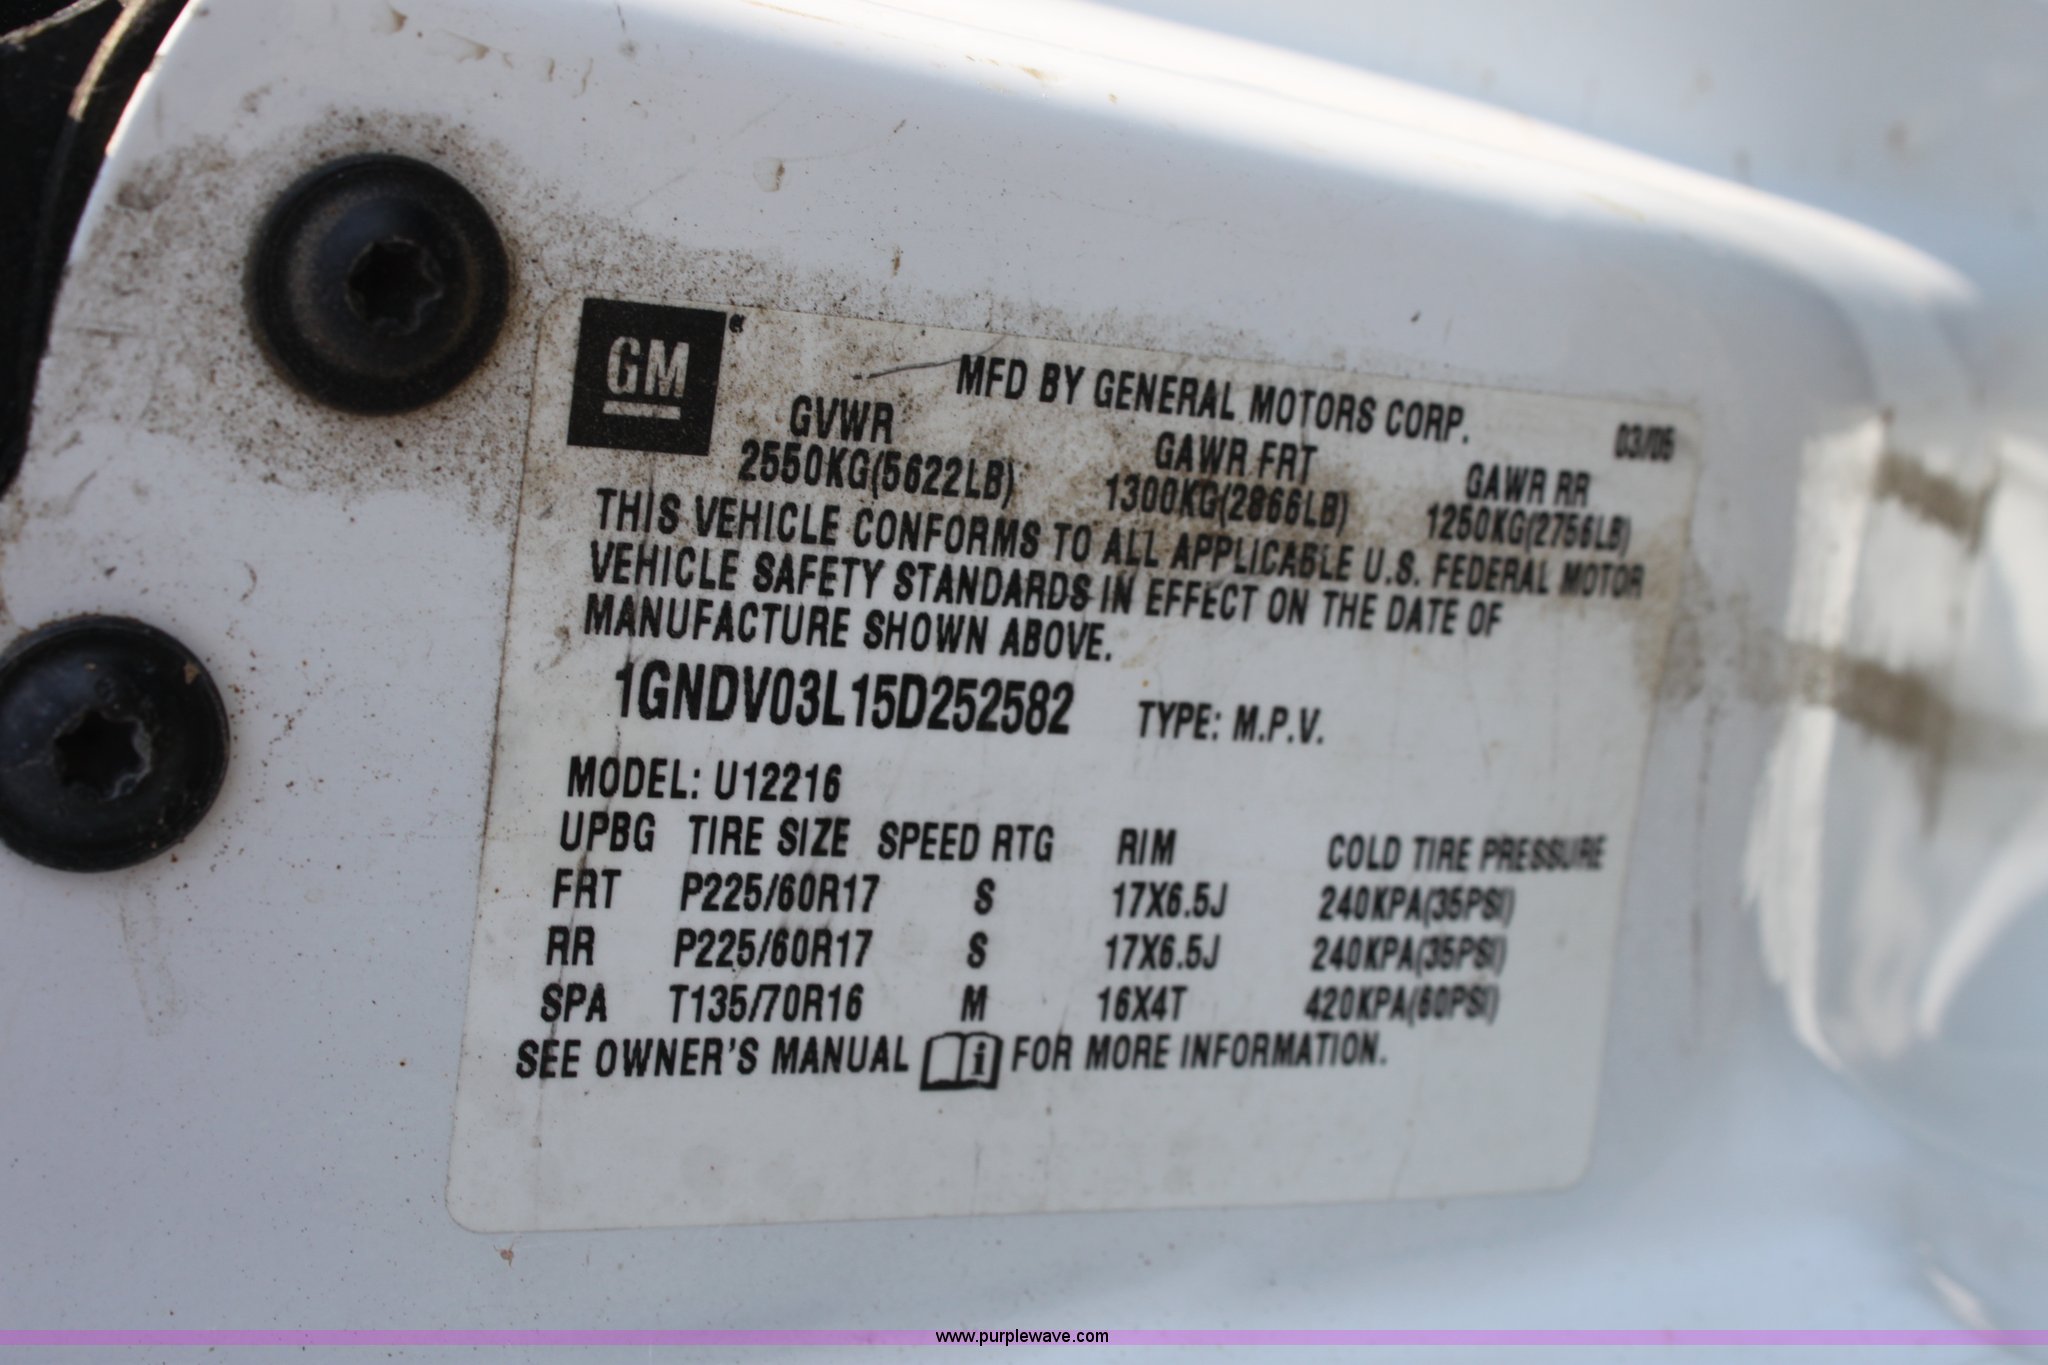 GM
MFD BY GENERAL MOTORS CORP.
03/05
GVWR GAWR FRT GAWR RR
2550KG(5622LB) 1300KG(2866LB) 1250KG(2756LB)
THIS VEHICLE CONFORMS TO ALL APPLICABLE U.S. FEDERAL MOTOR
VEHICLE SAFETY STANDARDS IN EFFECT ON THE DATE OF
MANUFACTURE SHOWN ABOVE.
1GNDV03L15D252582 TYPE: M.P.V.
MODEL: U12216
UPBG TIRE SIZE SPEED RTG RIM COLD TIRE PRESSURE
FRT P225/60R17 S 17X6.5J 240KPA(35PSI)
RR P225/60R17 S 17X6.5J 240KPA(35PSI)
SPA T135/70R16 M 16X4T 420KPA(60PSI)
SEE OWNER'S MANUAL i FOR MORE INFORMATION.
www.purplewave.com